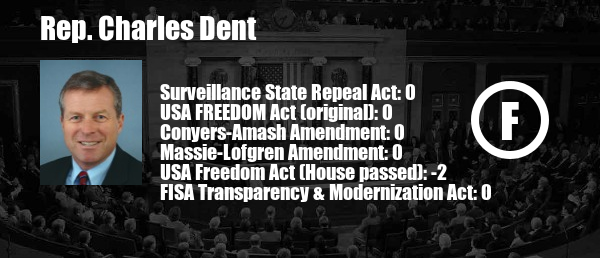 Rep. Charles Dent
Surveillance State Repeal Act: 0
USA FREEDOM Act (original): 0
Conyers-Amash Amendment: 0
Massie-Lofgren Amendment: 0
USA Freedom Act (House passed): -2
FISA Transparency & Modernization Act: 0
F